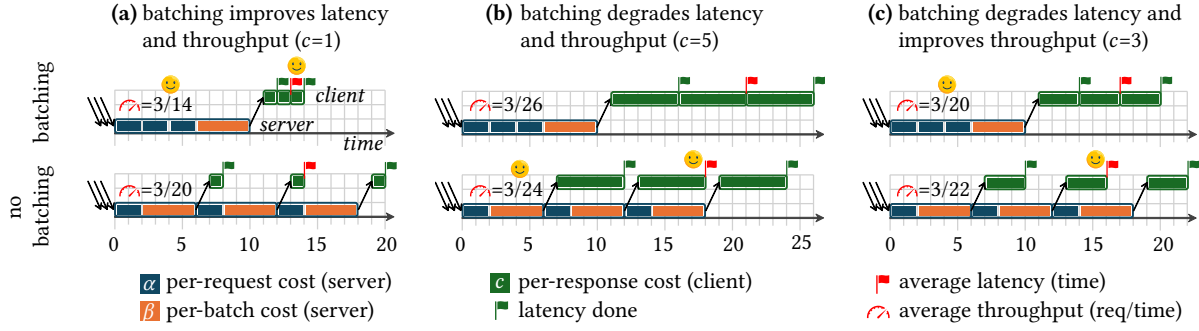 (a) batching improves latency
and throughput (c=1)
(b) batching degrades latency
and throughput (c=5)
(c) batching degrades latency and
improves throughput (c=3)
batching
=3/14
client
server
time
=3/26
=3/20
no
batching
=3/20
=3/24
=3/22
0 5 10 15 20
0 5 10 15 20 25
0 5 10 15 20
α per-request cost (server)
β per-batch cost (server)
c per-response cost (client)
latency done
average latency (time)
average throughput (req/time)